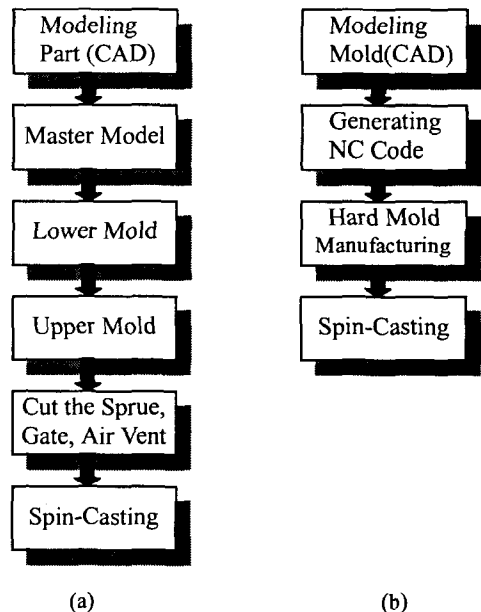 Modeling
Part (CAD)
Master Model
Lower Mold
Upper Mold
Cut the Sprue,
Gate, Air Vent
Spin-Casting
(a)
Modeling
Mold(CAD)
Generating
NC Code
Hard Mold
Manufacturing
Spin-Casting
(b)